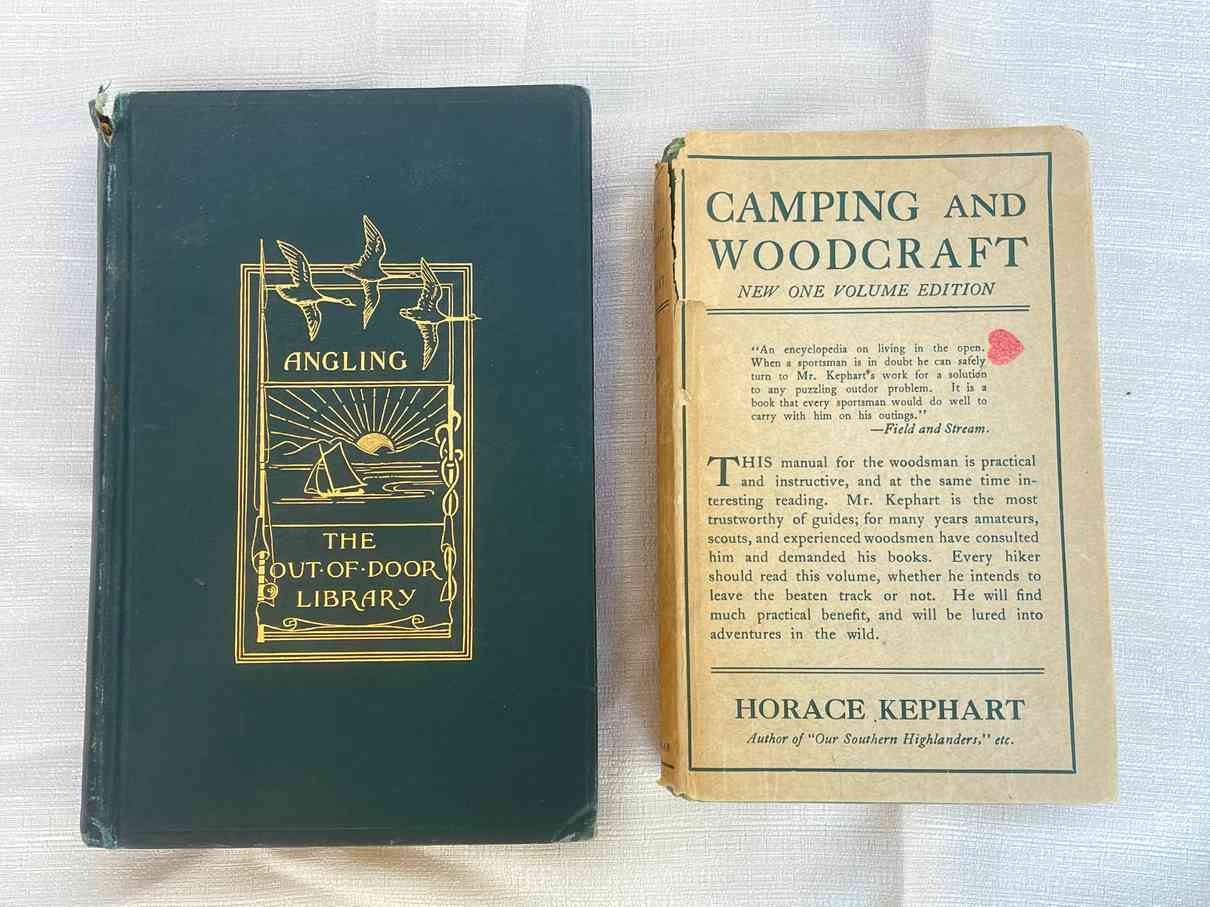 ANGLING
THE
OUT·OF·DOOR
LIBRARY
CAMPING AND
WOODCRAFT
NEW ONE VOLUME EDITION
"An encyclopedia on living in the open.
When a sportsman is in doubt he can safely
turn to Mr. Kephart's work for a solution
to any puzzling outdor problem. It is a
book that every sportsman would do well to
carry with him on his outings."
—Field and Stream.
THIS manual for the woodsman is practical
and instructive, and at the same time in-
teresting reading. Mr. Kephart is the most
trustworthy of guides; for many years amateurs,
scouts, and experienced woodsmen have consulted
him and demanded his books. Every hiker
should read this volume, whether he intends to
leave the beaten track or not. He will find
much practical benefit, and will be lured into
adventures in the wild.
HORACE KEPHART
Author of "Our Southern Highlanders," etc.